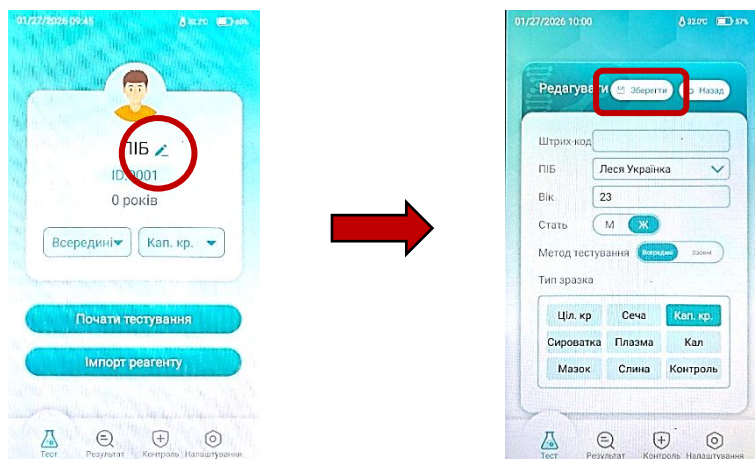 01/27/2026 09:45
ПІБ
ID:0001
0 років
Всередині Кап. кр.
Почати тестування
Імпорт реагенту
Тест Результат Контроль Налаштування
01/27/2026 10:00 32.0°C 57%
Редагувати Зберегти Назад
Штрих-код
ПІБ Леся Українка
Вік 23
Стать М Ж
Метод тестування Всередині Ззовні
Тип зразка
Ціл. кр Сеча Кап. кр.
Сироватка Плазма Кал
Мазок Слина Контроль
Тест Результат Контроль Налаштування